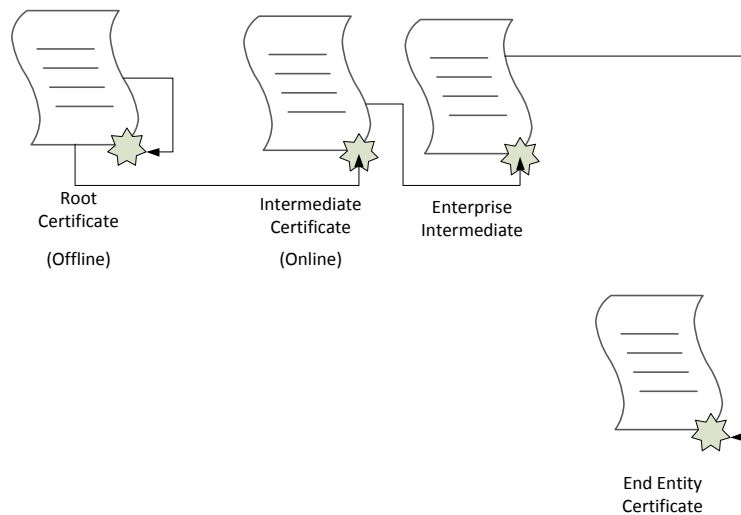 Root
Certificate
(Offline)
Intermediate
Certificate
(Online)
Enterprise
Intermediate
End Entity
Certificate